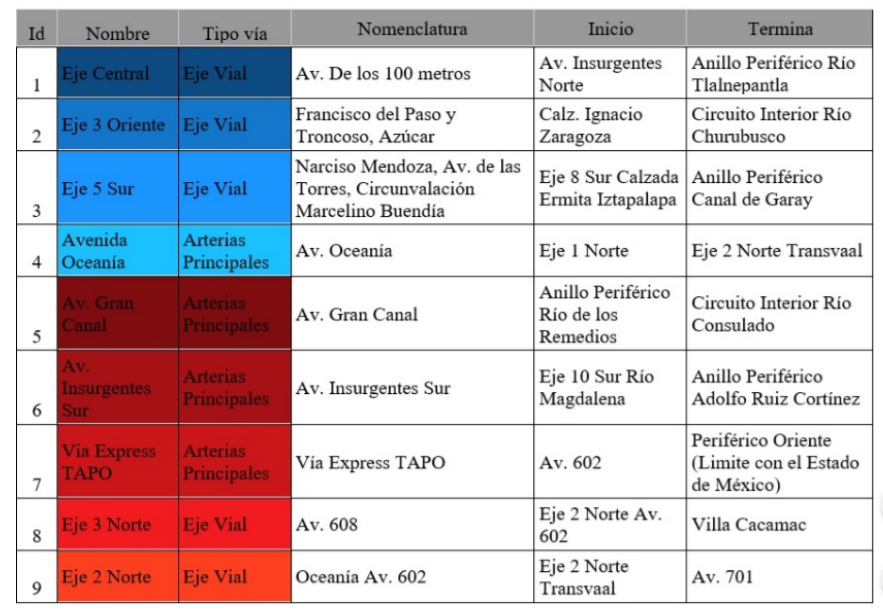 Id Nombre Tipo vía Nomenclatura Inicio Termina
1 Eje Central Eje Vial Av. De los 100 metros Av. Insurgentes Norte Anillo Periférico Río Tlalnepantla
2 Eje 3 Oriente Eje Vial Francisco del Paso y Troncoso, Azúcar Calz. Ignacio Zaragoza Circuito Interior Río Churubusco
3 Eje 5 Sur Eje Vial Narciso Mendoza, Av. de las Torres, Circunvalación Marcelino Buendía Eje 8 Sur Calzada Ermita Iztapalapa Anillo Periférico Canal de Garay
4 Avenida Oceanía Arterias Principales Av. Oceanía Eje 1 Norte Eje 2 Norte Transvaal
5 Av. Gran Canal Arterias Principales Av. Gran Canal Anillo Periférico Río de los Remedios Circuito Interior Río Consulado
6 Av. Insurgentes Sur Arterias Principales Av. Insurgentes Sur Eje 10 Sur Río Magdalena Anillo Periférico Adolfo Ruiz Cortínez
7 Vía Express TAPO Arterias Principales Vía Express TAPO Av. 602 Periférico Oriente (Limite con el Estado de México)
8 Eje 3 Norte Eje Vial Av. 608 Eje 2 Norte Av. 602 Villa Cacamac
9 Eje 2 Norte Eje Vial Oceanía Av. 602 Eje 2 Norte Transvaal Av. 701